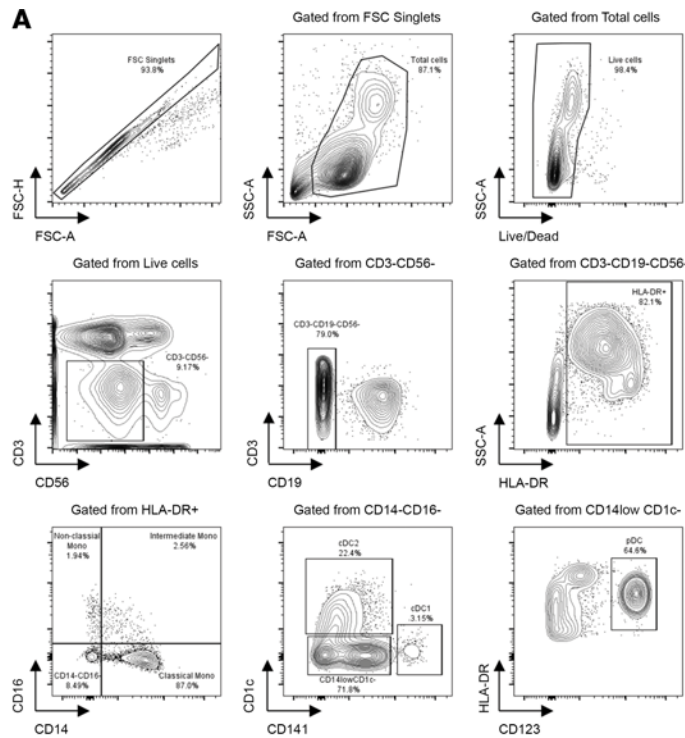 A
FSC Singlets
93.8%
FSC-H
FSC-A
Gated from FSC Singlets
Total cells
87.1%
SSC-A
FSC-A
Gated from Total cells
Live cells
98.4%
SSC-A
Live/Dead
Gated from Live cells
CD3-CD56-
9.17%
CD3
CD56
Gated from CD3-CD56-
CD3-CD19-CD56-
79.0%
CD3
CD19
Gated from CD3-CD19-CD56-
HLA-DR+
82.1%
SSC-A
HLA-DR
Gated from HLA-DR+
Non-classial
Mono
1.94%
Intermediate Mono
2.56%
CD14-CD16-
8.49%
Classical Mono
87.0%
CD16
CD14
Gated from CD14-CD16-
cDC2
22.4%
cDC1
3.15%
CD14lowCD1c-
71.8%
CD1c
CD141
Gated from CD14low CD1c-
pDC
64.6%
HLA-DR
CD123